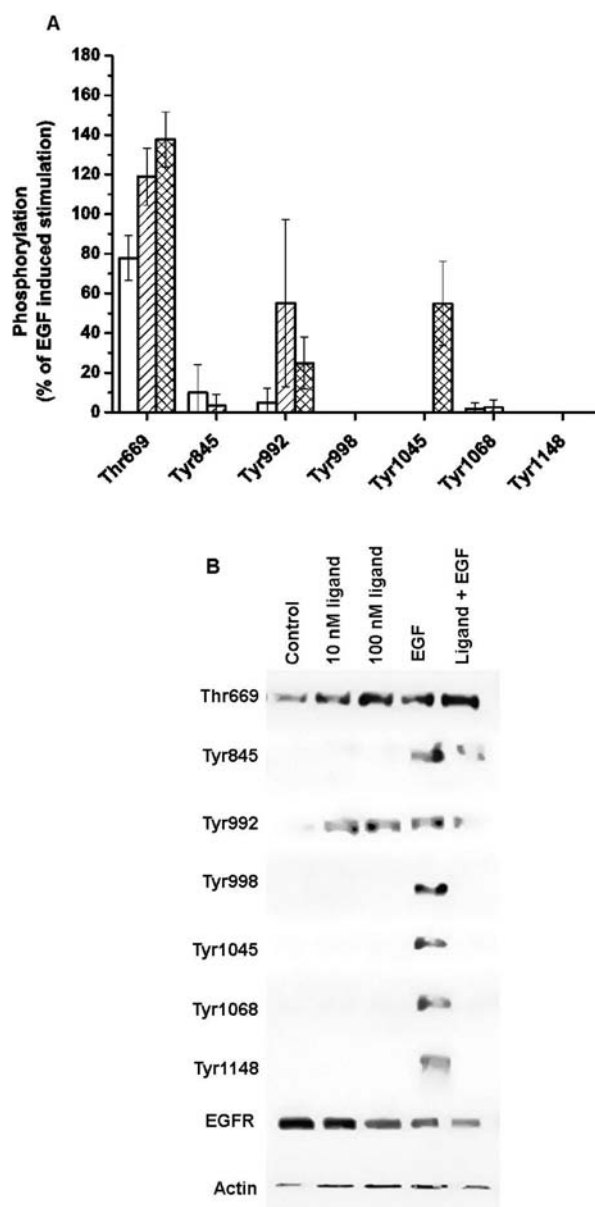 A
180
160
140
120
100
80
60
40
20
0
Phosphorylation
(% of EGF induced stimulation)
Thr669
Tyr845
Tyr992
Tyr998
Tyr1045
Tyr1068
Tyr1148
B
Control
10 nM ligand
100 nM ligand
EGF
Ligand + EGF
Thr669
Tyr845
Tyr992
Tyr998
Tyr1045
Tyr1068
Tyr1148
EGFR
Actin